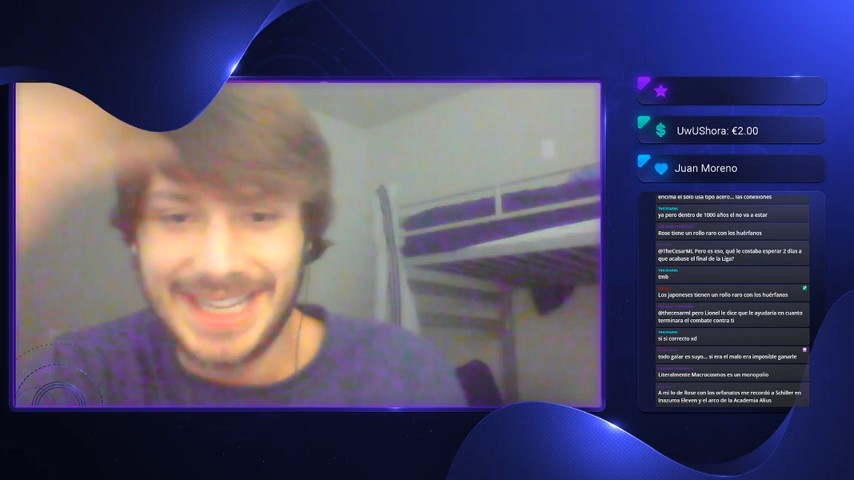 UwUShora: €2.00
Juan Moreno
encima el solo usa tipo acero... las conexiones
ya pero dentro de 1000 años el no va a estar
Rose tiene un rollo raro con los huérfanos
@TheCesarML Pero es eso, qué le costaba esperar 2 días a
que acabase el final de la Liga?
tmb
Los japoneses tienen un rollo raro con los huérfanos
@thecesarml pero Lionel le dice que le ayudaría en cuanto
terminara el combate contra ti
si si correcto xd
todo galar es suyo... si era el malo era imposible ganarle
Literalmente Macrocosmos es un monopolio
A mí lo de Rose con los orfanatos me recordó a Schiller en
Inazuma Eleven y el arco de la Academia Alius